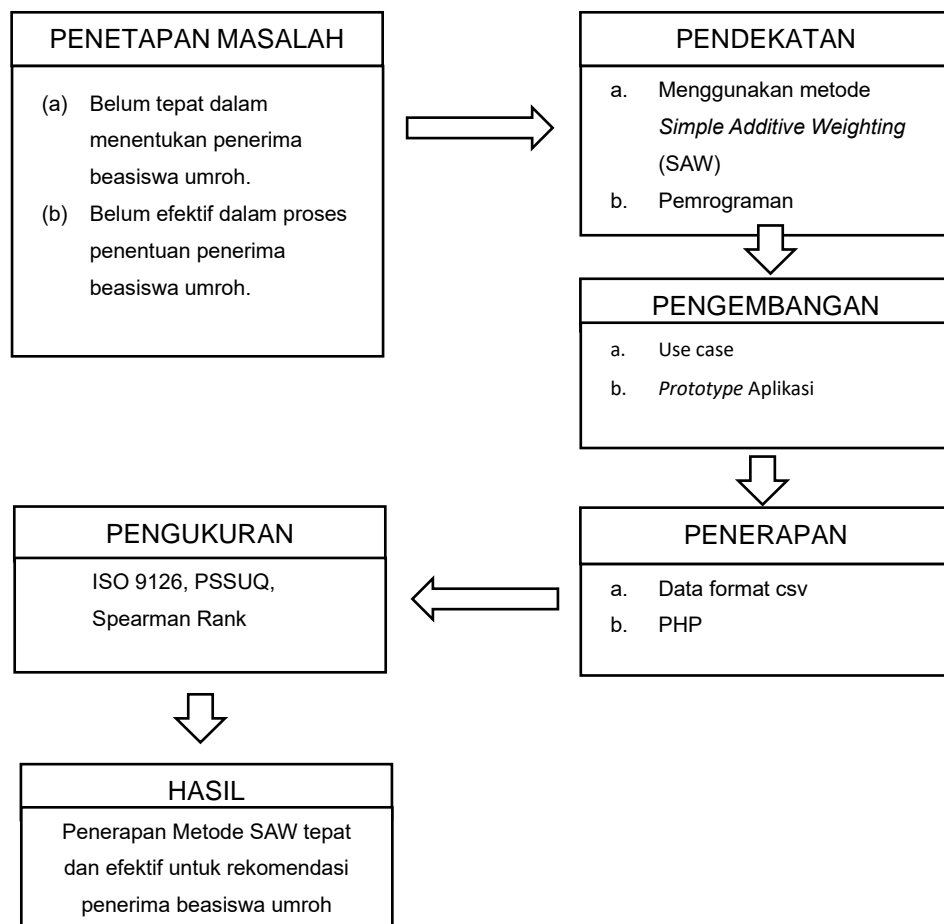 PENETAPAN MASALAH
(a) Belum tepat dalam
menentukan penerima
beasiswa umroh.
(b) Belum efektif dalam proses
penentuan penerima
beasiswa umroh.
PENDEKATAN
a. Menggunakan metode
Simple Additive Weighting
(SAW)
b. Pemrograman
PENGEMBANGAN
a. Use case
b. Prototype Aplikasi
PENERAPAN
a. Data format csv
b. PHP
PENGUKURAN
ISO 9126, PSSUQ,
Spearman Rank
HASIL
Penerapan Metode SAW tepat
dan efektif untuk rekomendasi
penerima beasiswa umroh